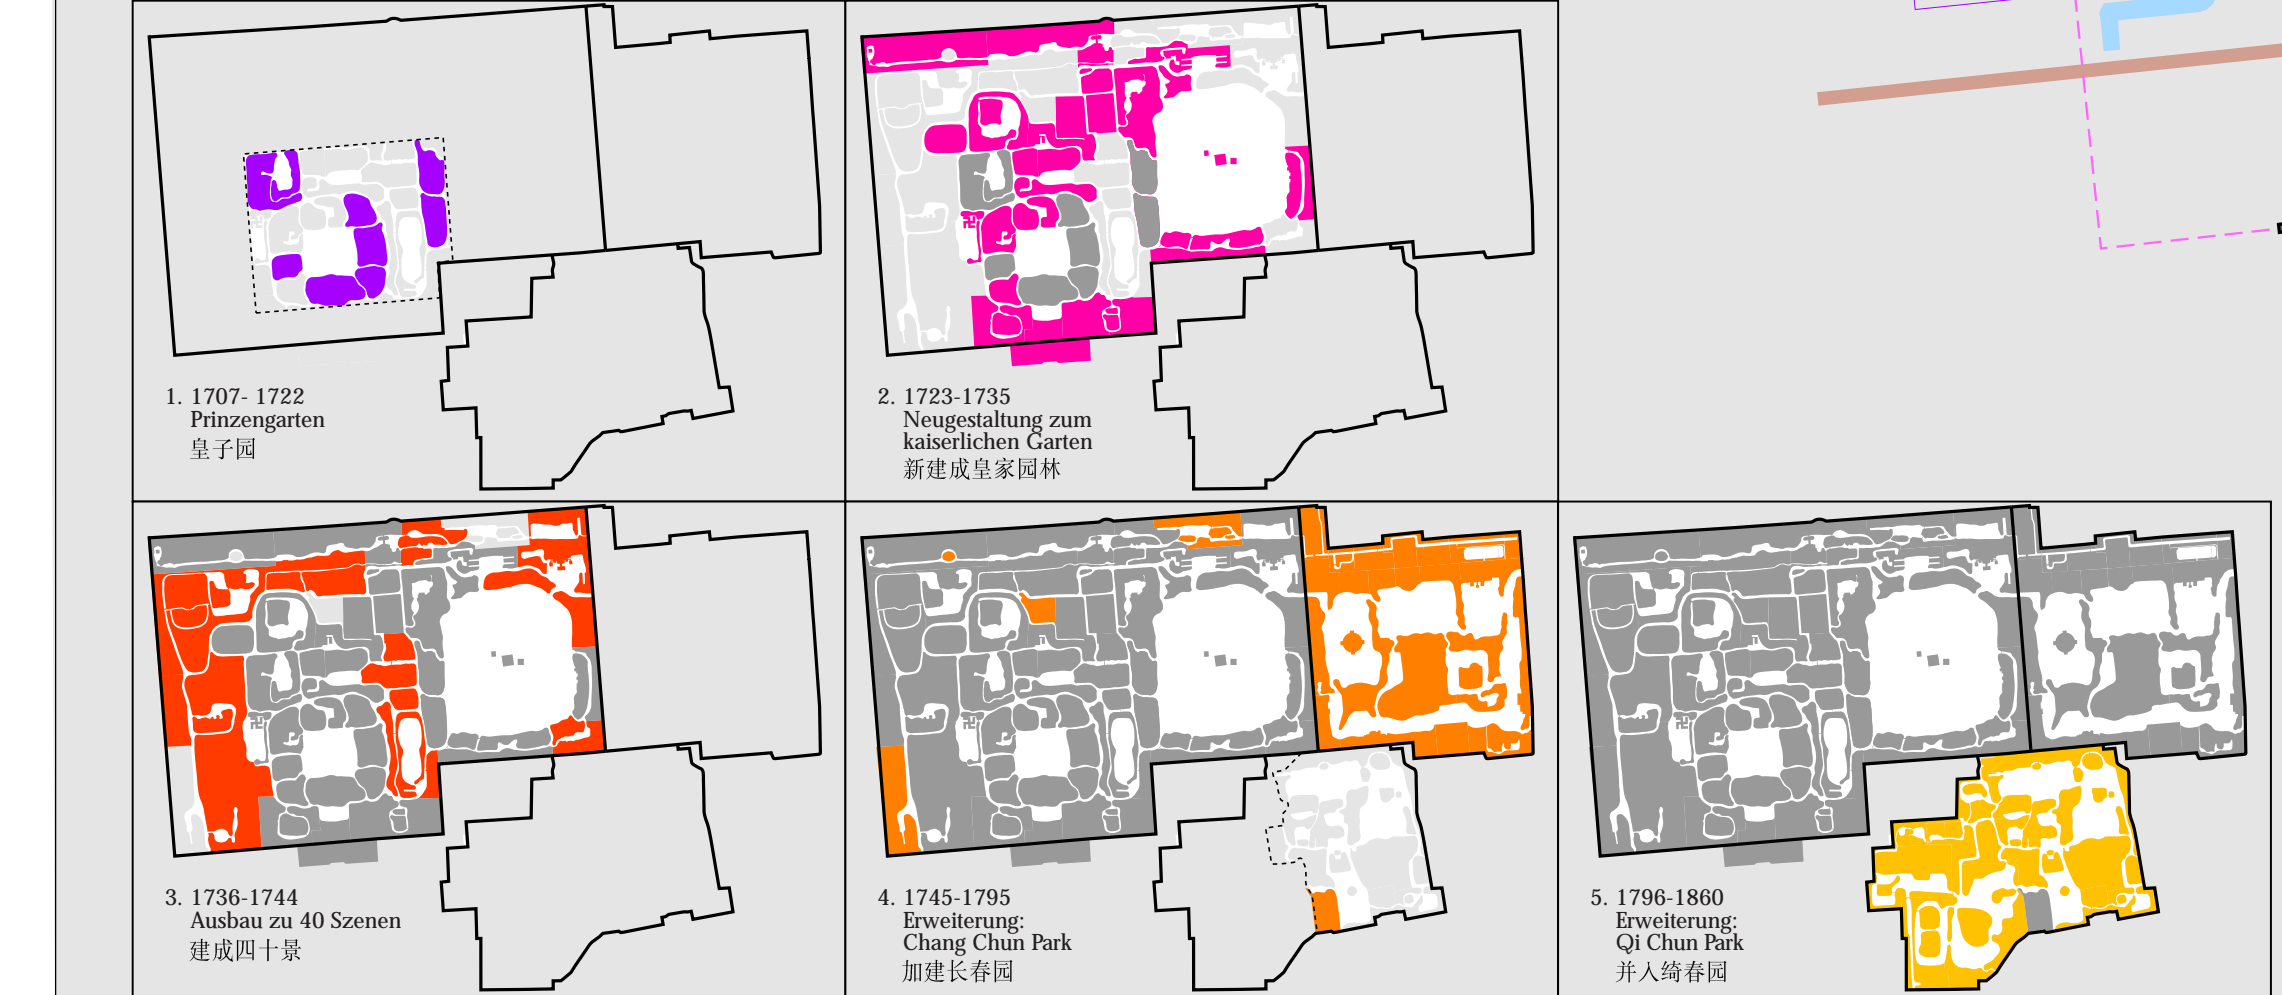 1. 1707- 1722
Prinzengarten
皇子园
2. 1723-1735
Neugestaltung zum
kaiserlichen Garten
新建成皇家园林
3. 1736-1744
Ausbau zu 40 Szenen
建成四十景
4. 1745-1795
Erweiterung:
Chang Chun Park
加建长春园
5. 1796-1860
Erweiterung:
Qi Chun Park
并入绮春园